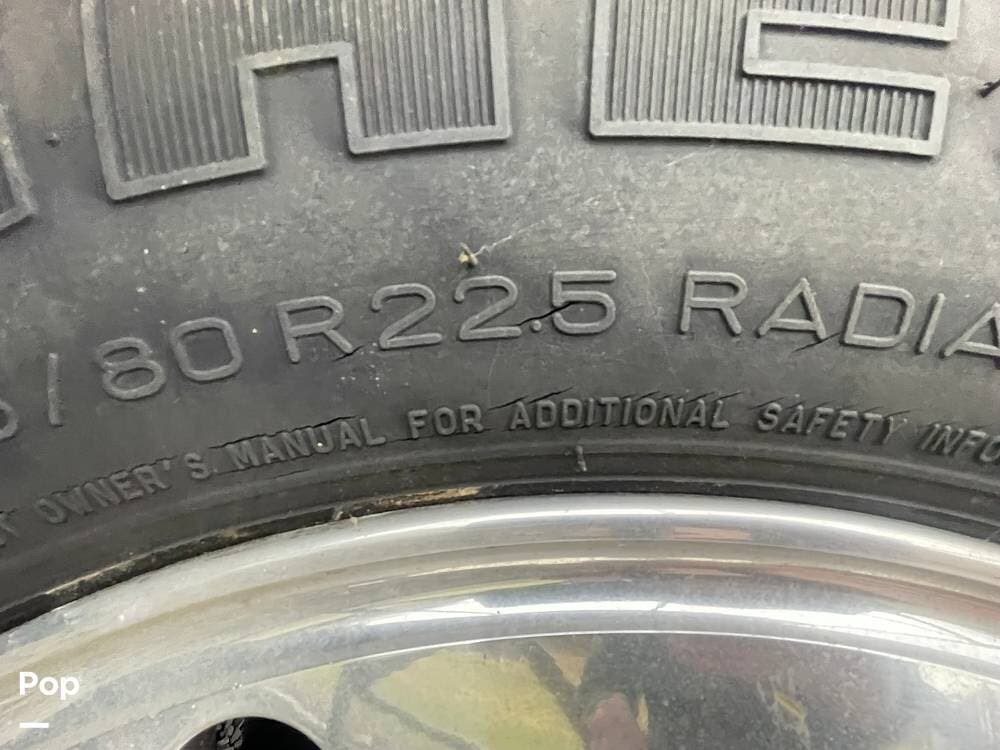 /80 R22.5 RADIA
OWNER'S MANUAL FOR ADDITIONAL SAFETY INFO
Pop